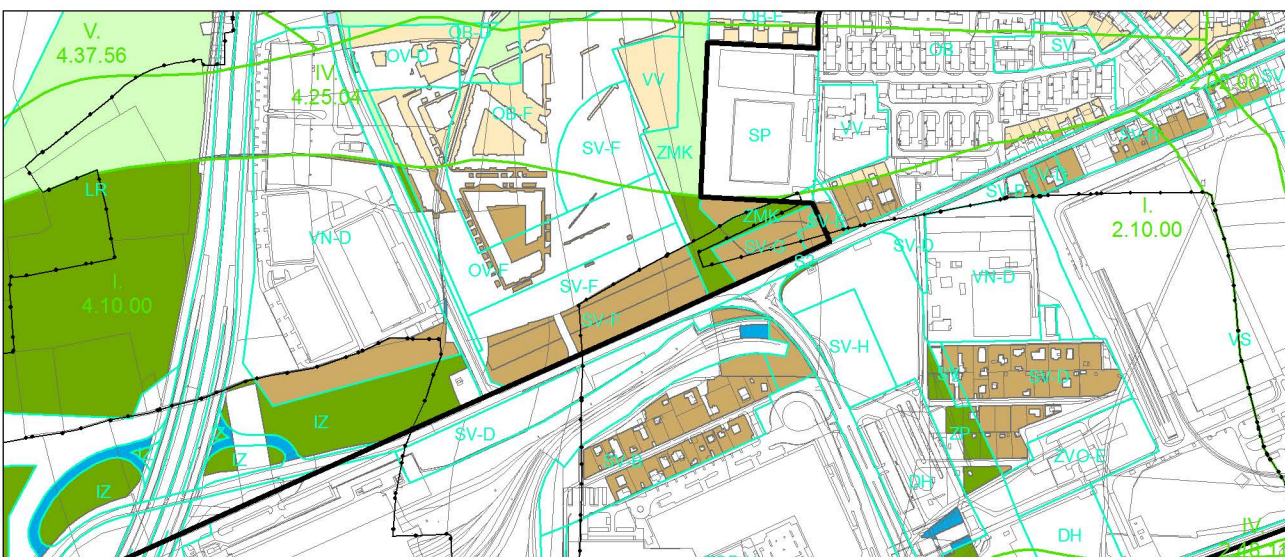 V.
4.37.56
IV.
4.25.04
OV-D
OB-F
OB
SV
VV
OB-F
SP
VV
SV-F
ZMK
LR
VN-D
OV-F
SV-F
SV-F
ZMK
SV-G
S2
SV-B
SV-B
I.
2.10.00
SV-D
VN-D
I.
4.10.00
SV-H
VS
SV-D
IZ
IZ
IZ
SV-D
SV-B
ZP
ZVO-E
DH
DH
IV.